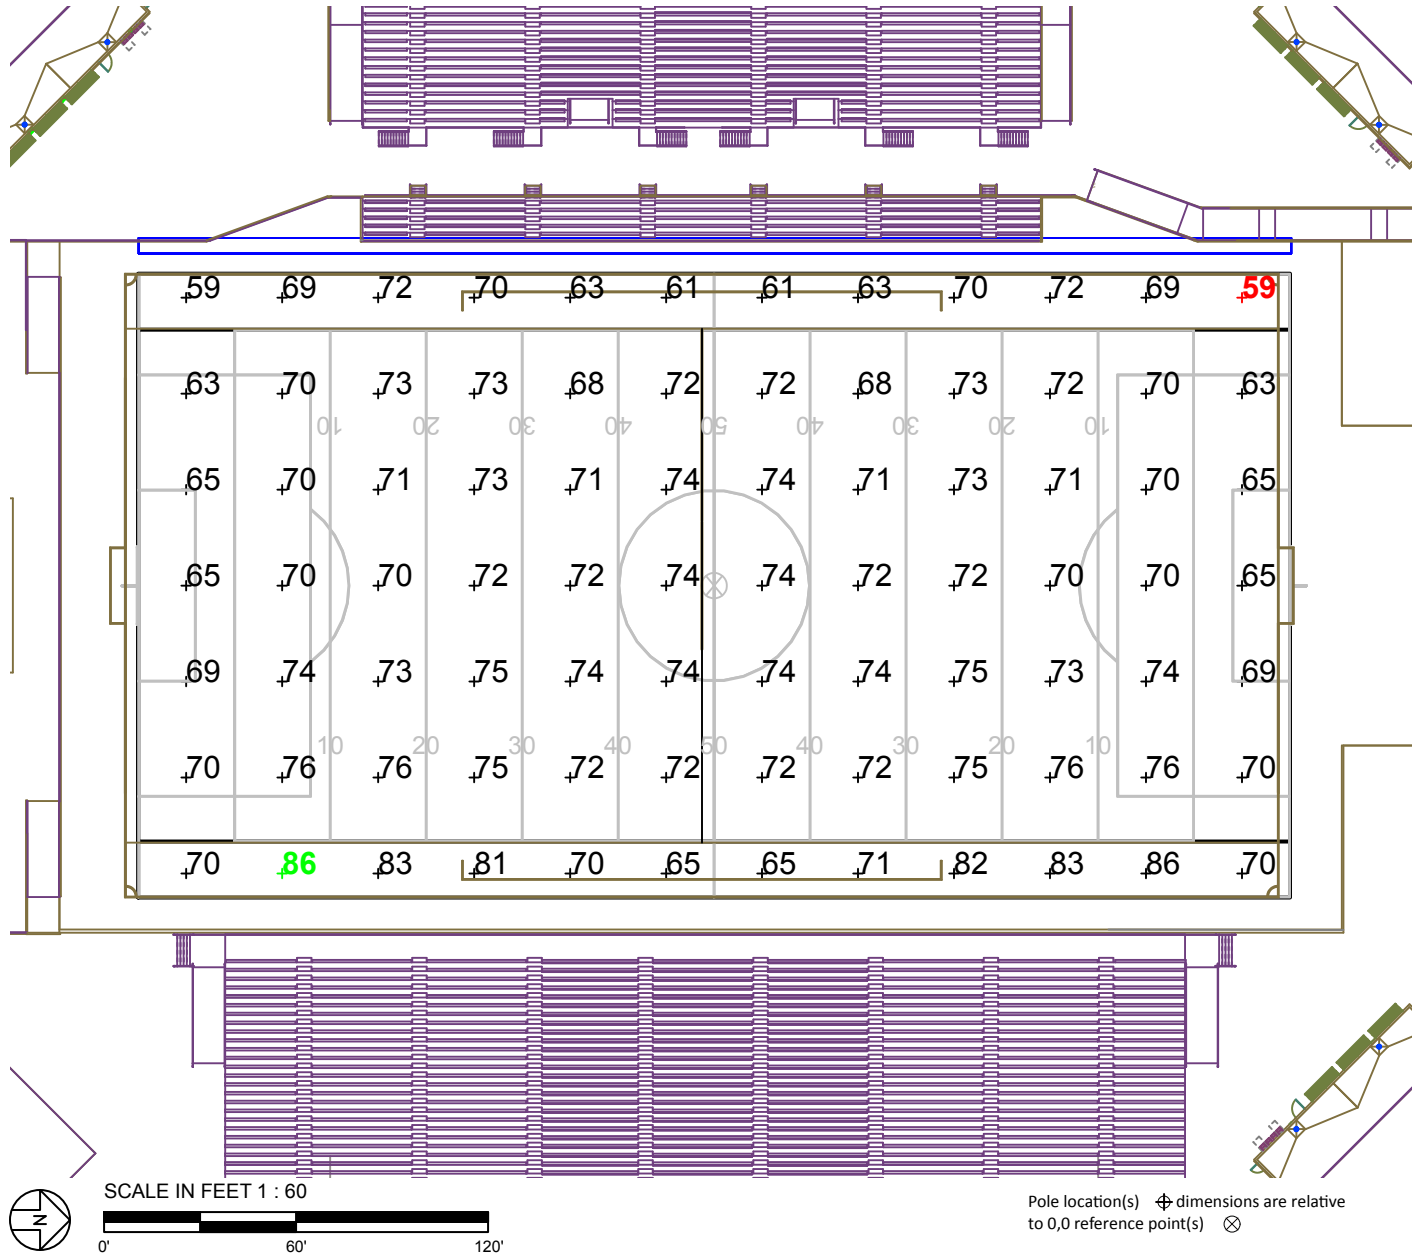 59 69 72 70 63 61 61 63 70 72 69 59
63 70 73 73 68 72 72 68 73 72 70 63
10 20 30 40 50 40 30 20 10
65 70 71 73 71 74 74 71 73 71 70 65
65 70 70 72 72 74 74 72 72 70 70 65
69 74 73 75 74 74 74 74 75 73 74 69
10 20 30 40 50 40 30 20 10
70 76 76 75 72 72 72 72 75 76 76 70
70 86 83 81 70 65 65 71 82 83 86 70
SCALE IN FEET 1 : 60
N
0' 60' 120'
Pole location(s) dimensions are relative
to 0,0 reference point(s)